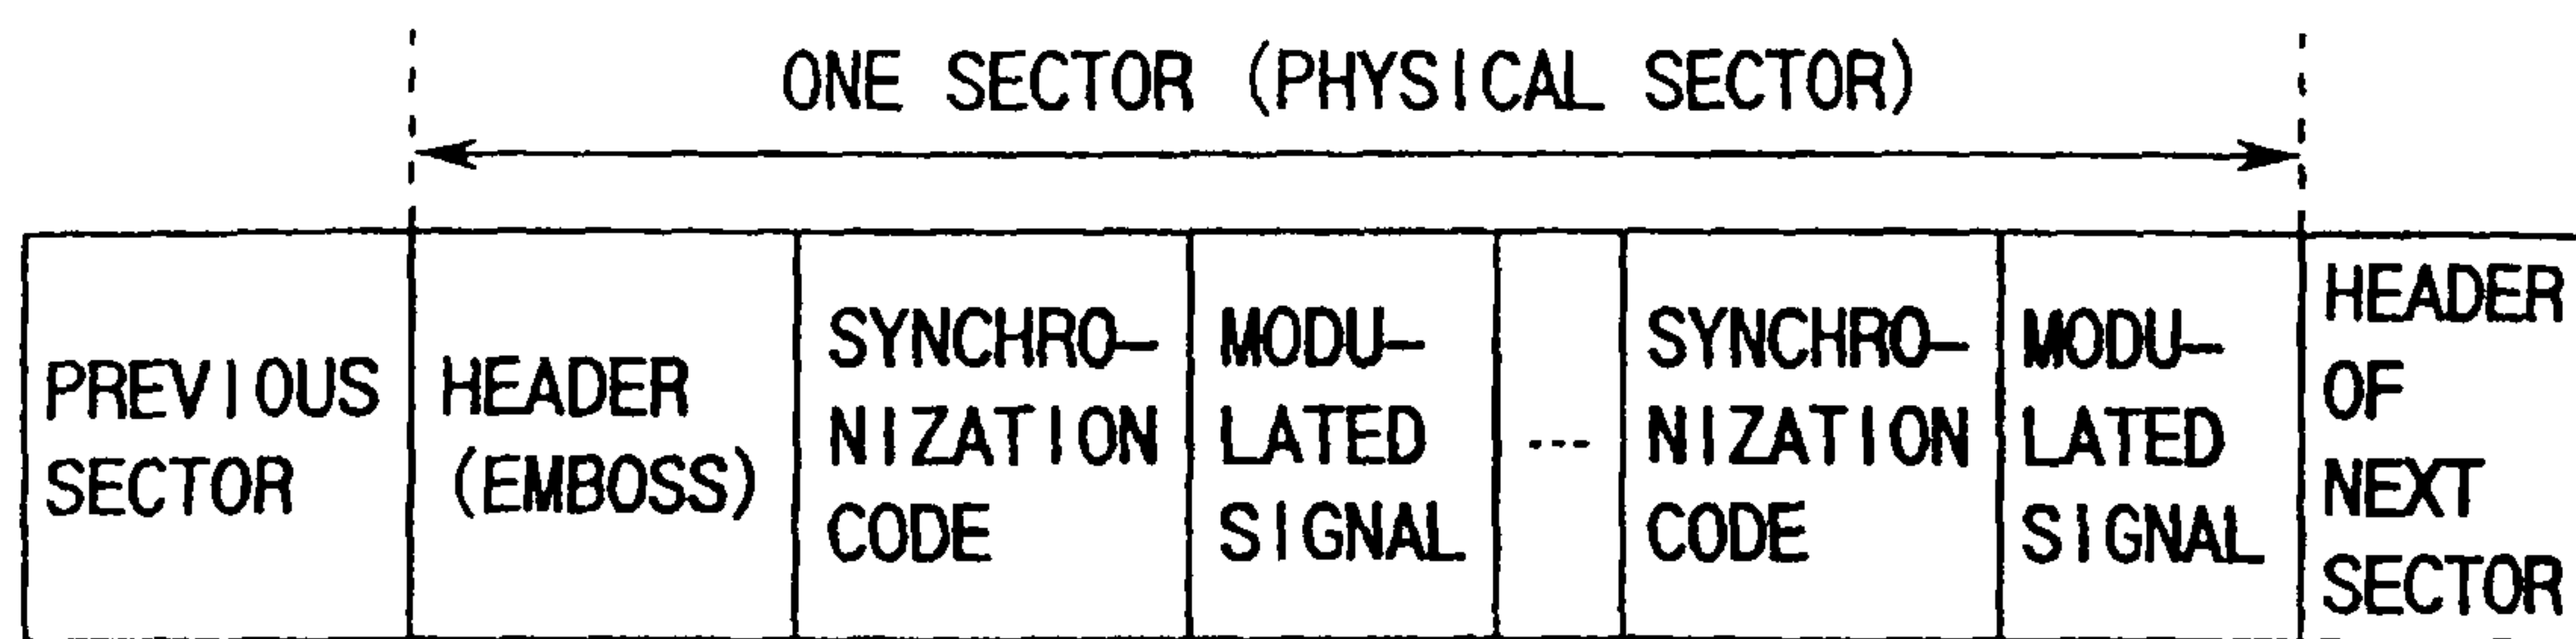 ONE SECTOR (PHYSICAL SECTOR)
PREVIOUS
SECTOR
HEADER
(EMBOSS)
SYNCHRO-
NIZATION
CODE
MODU-
LATED
SIGNAL
---
SYNCHRO-
NIZATION
CODE
MODU-
LATED
SIGNAL
HEADER
OF
NEXT
SECTOR